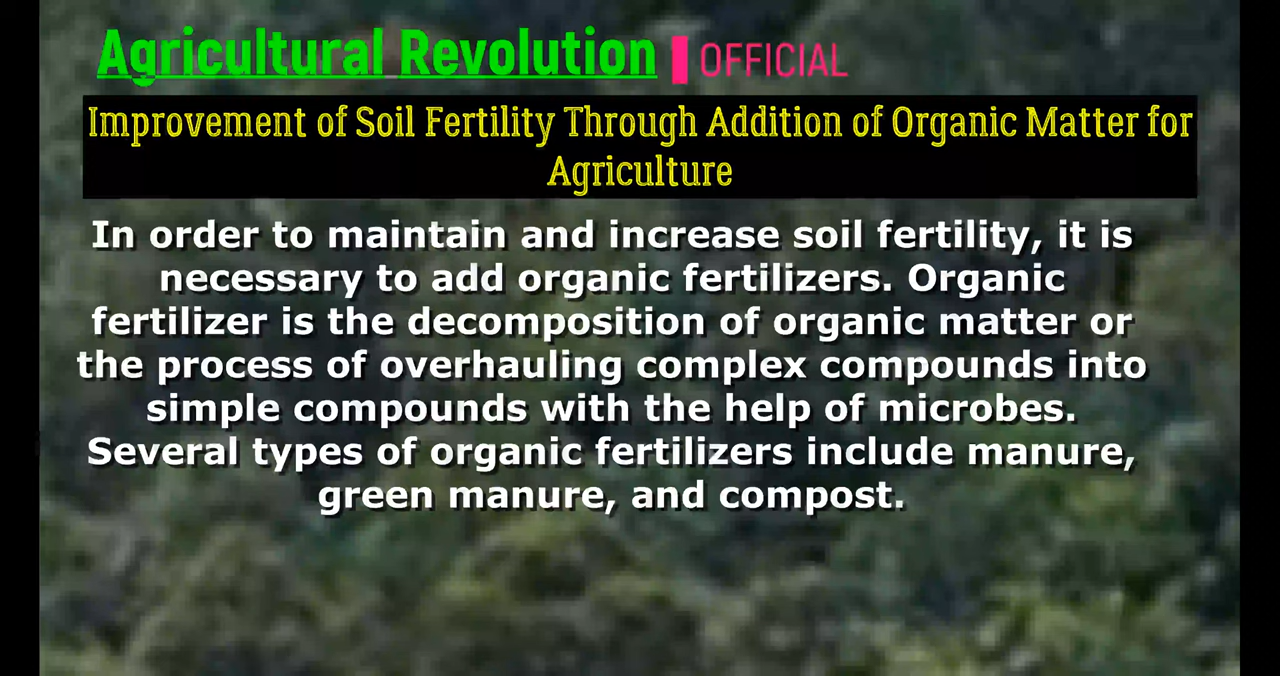 Agricultural Revolution OFFICIAL
Improvement of Soil Fertility Through Addition of Organic Matter for
Agriculture
In order to maintain and increase soil fertility, it is
necessary to add organic fertilizers. Organic
fertilizer is the decomposition of organic matter or
the process of overhauling complex compounds into
simple compounds with the help of microbes.
Several types of organic fertilizers include manure,
green manure, and compost.